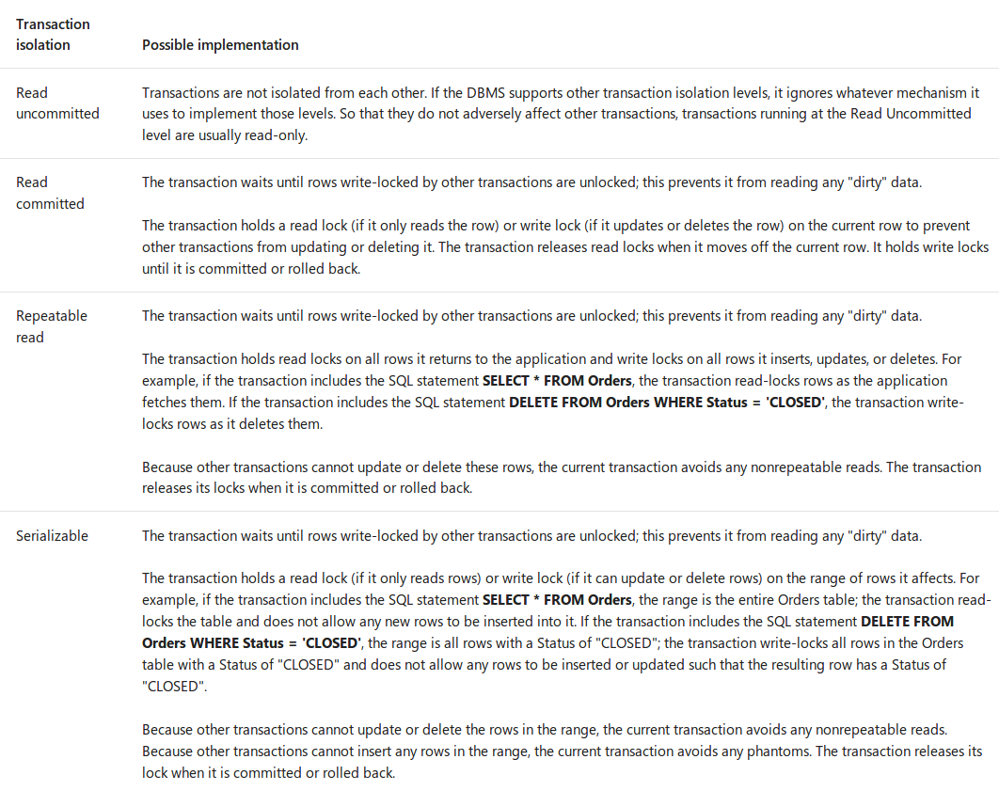 Transaction
isolation
Possible implementation
Read
uncommitted
Transactions are not isolated from each other. If the DBMS supports other transaction isolation levels, it ignores whatever mechanism it
uses to implement those levels. So that they do not adversely affect other transactions, transactions running at the Read Uncommitted
level are usually read-only.
Read
committed
The transaction waits until rows write-locked by other transactions are unlocked; this prevents it from reading any "dirty" data.
The transaction holds a read lock (if it only reads the row) or write lock (if it updates or deletes the row) on the current row to prevent
other transactions from updating or deleting it. The transaction releases read locks when it moves off the current row. It holds write locks
until it is committed or rolled back.
Repeatable
read
The transaction waits until rows write-locked by other transactions are unlocked; this prevents it from reading any "dirty" data.
The transaction holds read locks on all rows it returns to the application and write locks on all rows it inserts, updates, or deletes. For
example, if the transaction includes the SQL statement SELECT * FROM Orders, the transaction read-locks rows as the application
fetches them. If the transaction includes the SQL statement DELETE FROM Orders WHERE Status = 'CLOSED', the transaction write-
locks rows as it deletes them.
Because other transactions cannot update or delete these rows, the current transaction avoids any nonrepeatable reads. The transaction
releases its locks when it is committed or rolled back.
Serializable
The transaction waits until rows write-locked by other transactions are unlocked; this prevents it from reading any "dirty" data.
The transaction holds a read lock (if it only reads rows) or write lock (if it can update or delete rows) on the range of rows it affects. For
example, if the transaction includes the SQL statement SELECT * FROM Orders, the range is the entire Orders table; the transaction read-
locks the table and does not allow any new rows to be inserted into it. If the transaction includes the SQL statement DELETE FROM
Orders WHERE Status = 'CLOSED', the range is all rows with a Status of "CLOSED"; the transaction write-locks all rows in the Orders
table with a Status of "CLOSED" and does not allow any rows to be inserted or updated such that the resulting row has a Status of
"CLOSED".
Because other transactions cannot update or delete the rows in the range, the current transaction avoids any nonrepeatable reads.
Because other transactions cannot insert any rows in the range, the current transaction avoids any phantoms. The transaction releases its
lock when it is committed or rolled back.